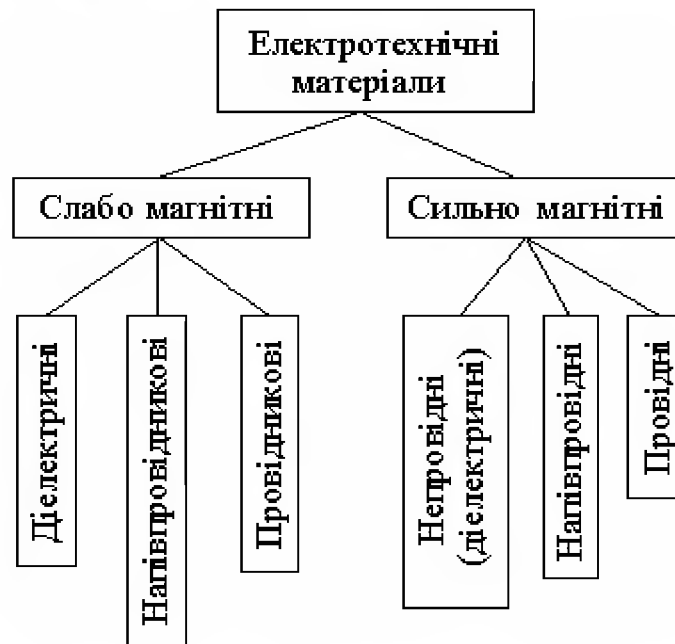 Електротехнічні
матеріали
Слабо магнітні
Сильно магнітні
Діелектричні
Напівпровідникові
Провідникові
Непровідні
(діелектричні)
Напівпровідні
Провідні